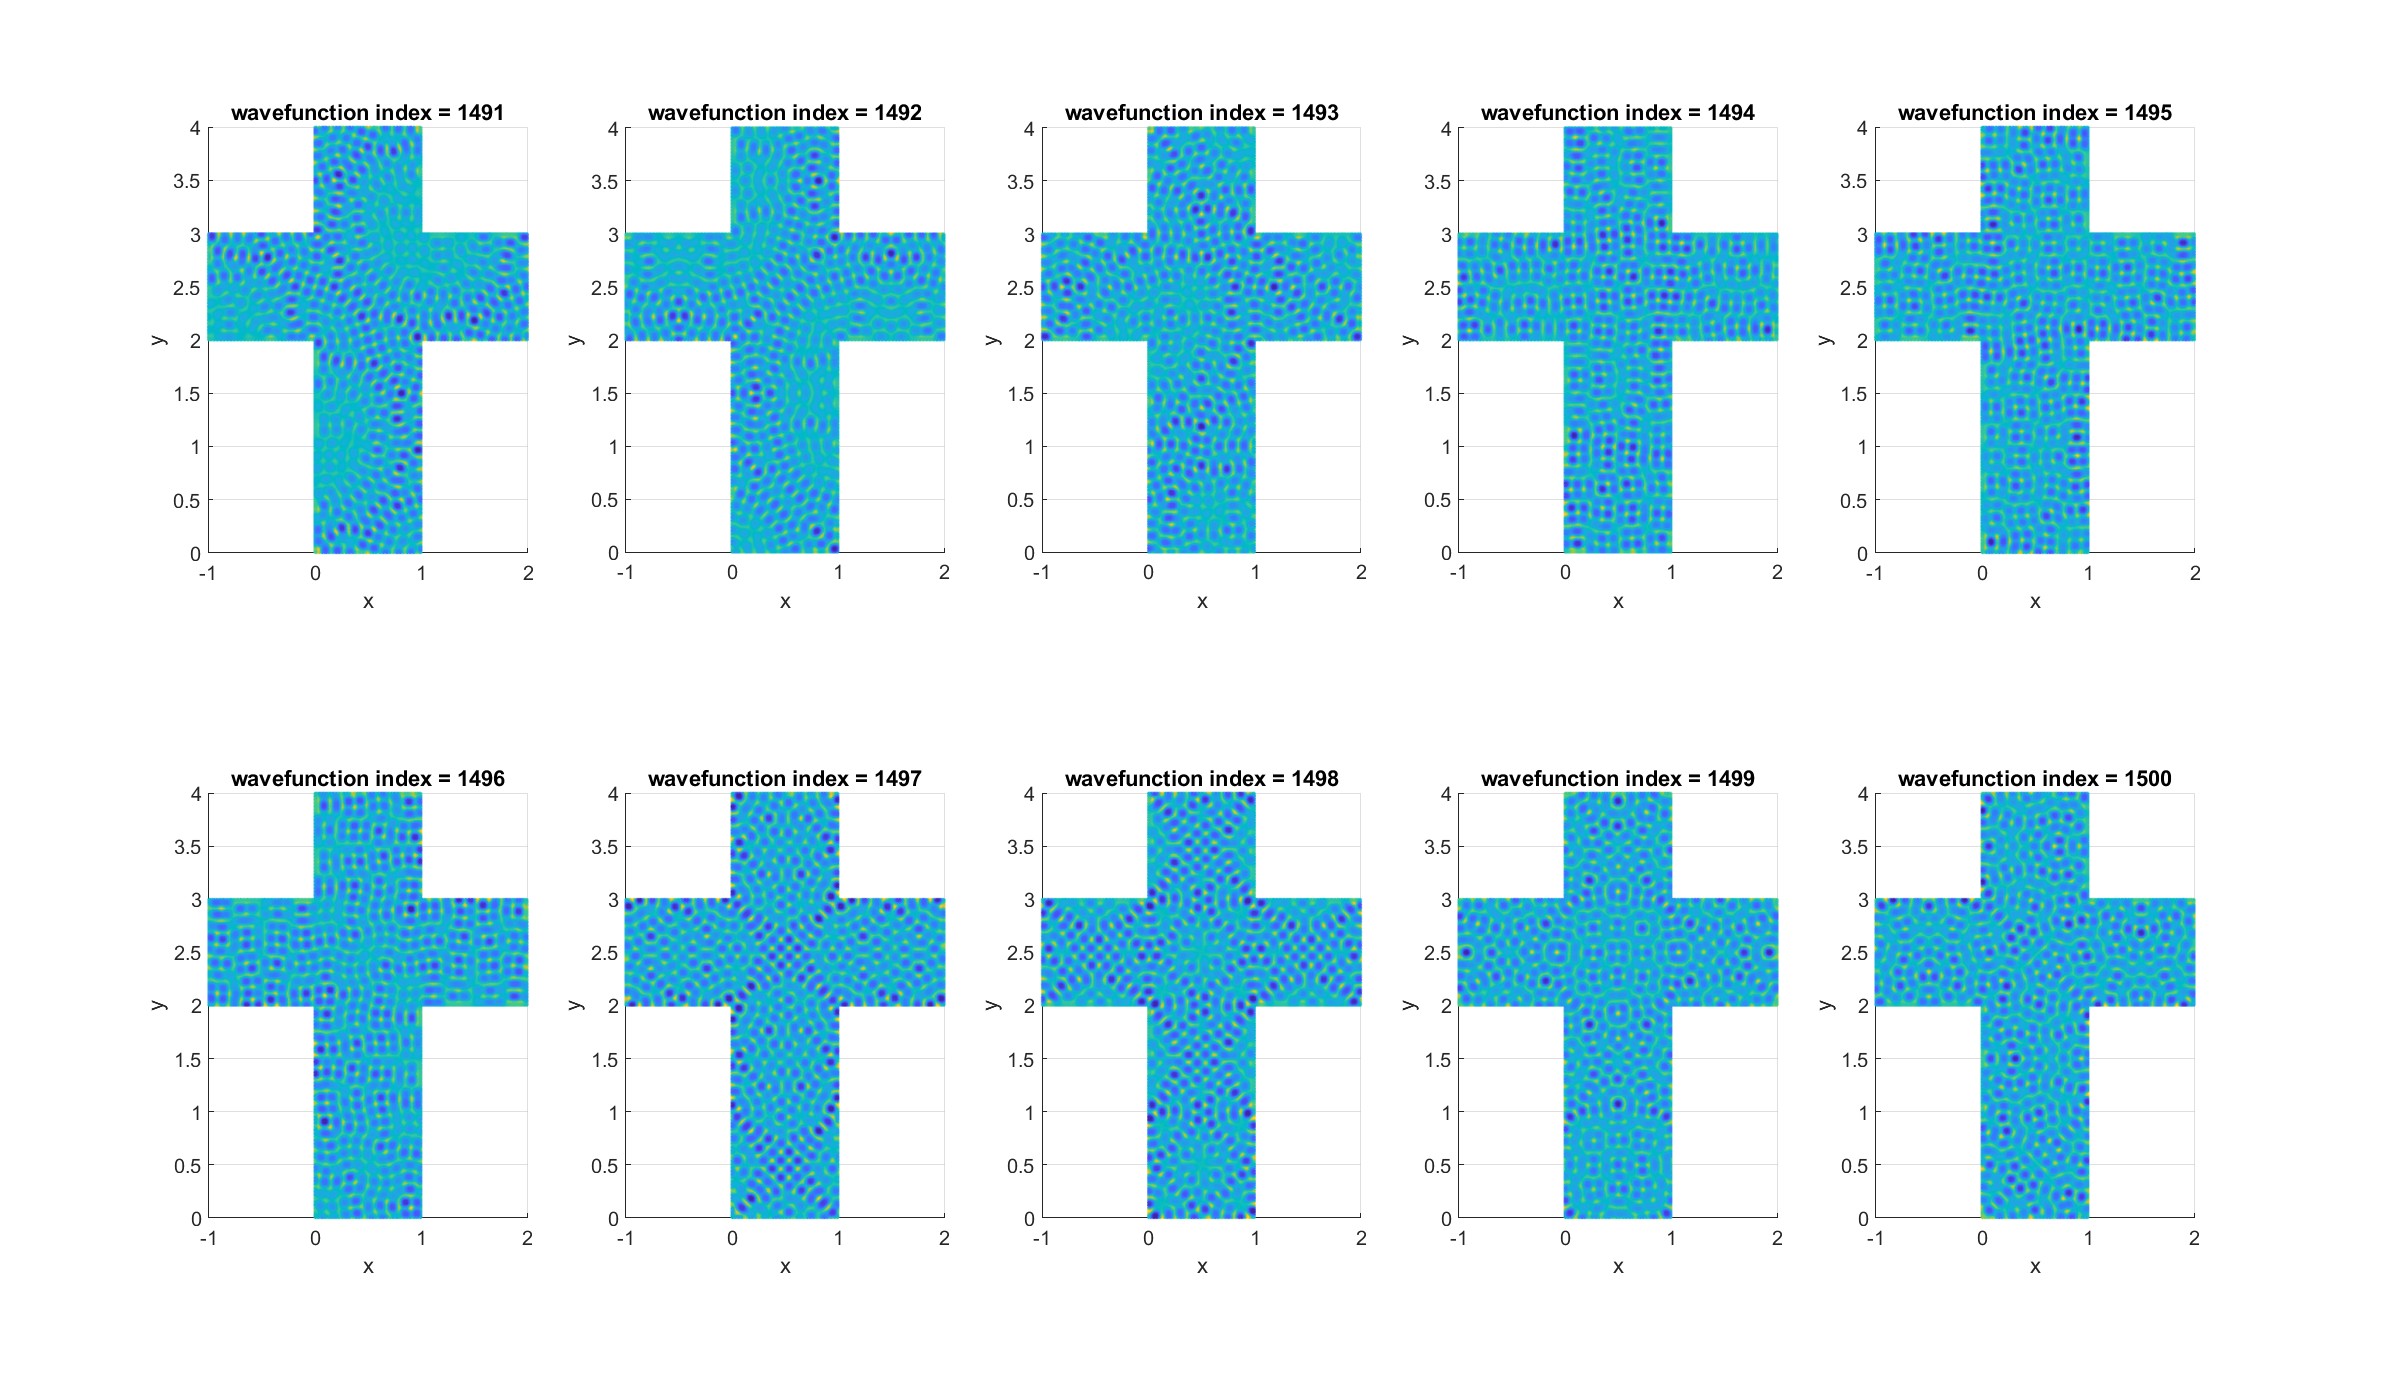 wavefunction index = 1491
wavefunction index = 1492
wavefunction index = 1493
wavefunction index = 1494
wavefunction index = 1495
4 4 4 4 4
3.5 3.5 3.5 3.5 3.5
3 3 3 3 3
2.5 2.5 2.5 2.5 2.5
y y y y y
2 2 2 2 2
1.5 1.5 1.5 1.5 1.5
1 1 1 1 1
0.5 0.5 0.5 0.5 0.5
0 0 0 0 0
-1 0 1 2 -1 0 1 2 -1 0 1 2 -1 0 1 2 -1 0 1 2
x x x x x
wavefunction index = 1496
wavefunction index = 1497
wavefunction index = 1498
wavefunction index = 1499
wavefunction index = 1500
4 4 4 4 4
3.5 3.5 3.5 3.5 3.5
3 3 3 3 3
2.5 2.5 2.5 2.5 2.5
y y y y y
2 2 2 2 2
1.5 1.5 1.5 1.5 1.5
1 1 1 1 1
0.5 0.5 0.5 0.5 0.5
0 0 0 0 0
-1 0 1 2 -1 0 1 2 -1 0 1 2 -1 0 1 2 -1 0 1 2
x x x x x